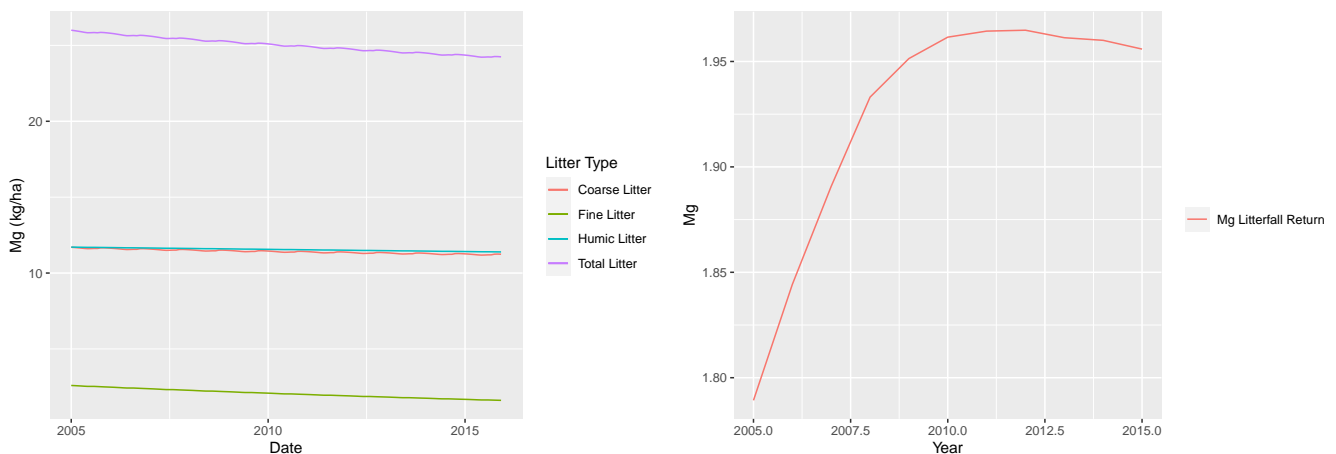 20
10
Mg (kg/ha)
2005
2010
2015
Date
Litter Type
Coarse Litter
Fine Litter
Humic Litter
Total Litter
1.95
1.90
1.85
1.80
Mg
2005.0
2007.5
2010.0
2012.5
2015.0
Year
Mg Litterfall Return